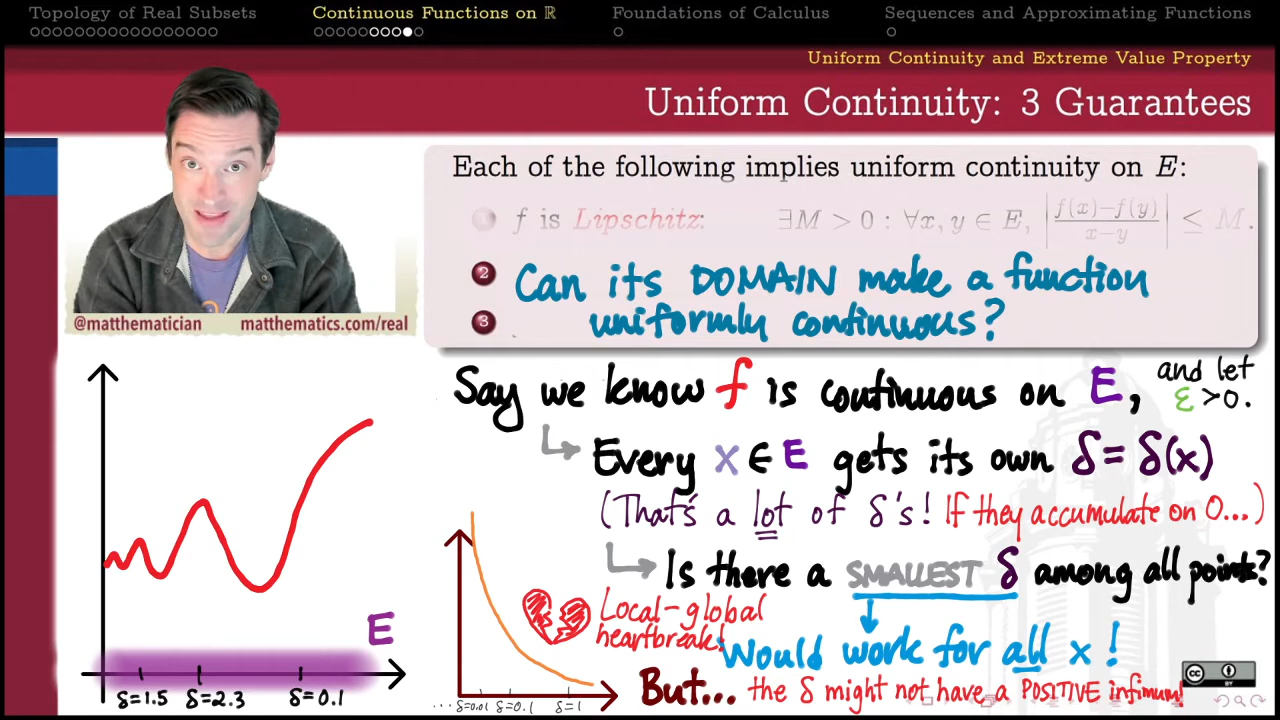 Topology of Real Subsets Continuous Functions on ℝ Foundations of Calculus Sequences and Approximating Functions
Uniform Continuity and Extreme Value Property
Uniform Continuity: 3 Guarantees
Each of the following implies uniform continuity on E:
1 f is Lipschitz: ∃M > 0 : ∀x, y ∈ E, |f(x)−f(y) / x−y| ≤ M.
2 Can its DOMAIN make a function
3 uniformly continuous?
@matthematician matthematics.com/real
Say we know f is continuous on E, and let ε >0.
Every x ∈ E gets its own δ = δ(x)
(That's a lot of δ's! If they accumulate on 0...)
Is there a SMALLEST δ among all points?
Local-global
heartbreak!
Would work for all x !
But... the δ might not have a POSITIVE infimum!
E
δ=1.5 δ=2.3 δ=0.1
... δ=0.01 δ=0.1 δ=1
cc BY